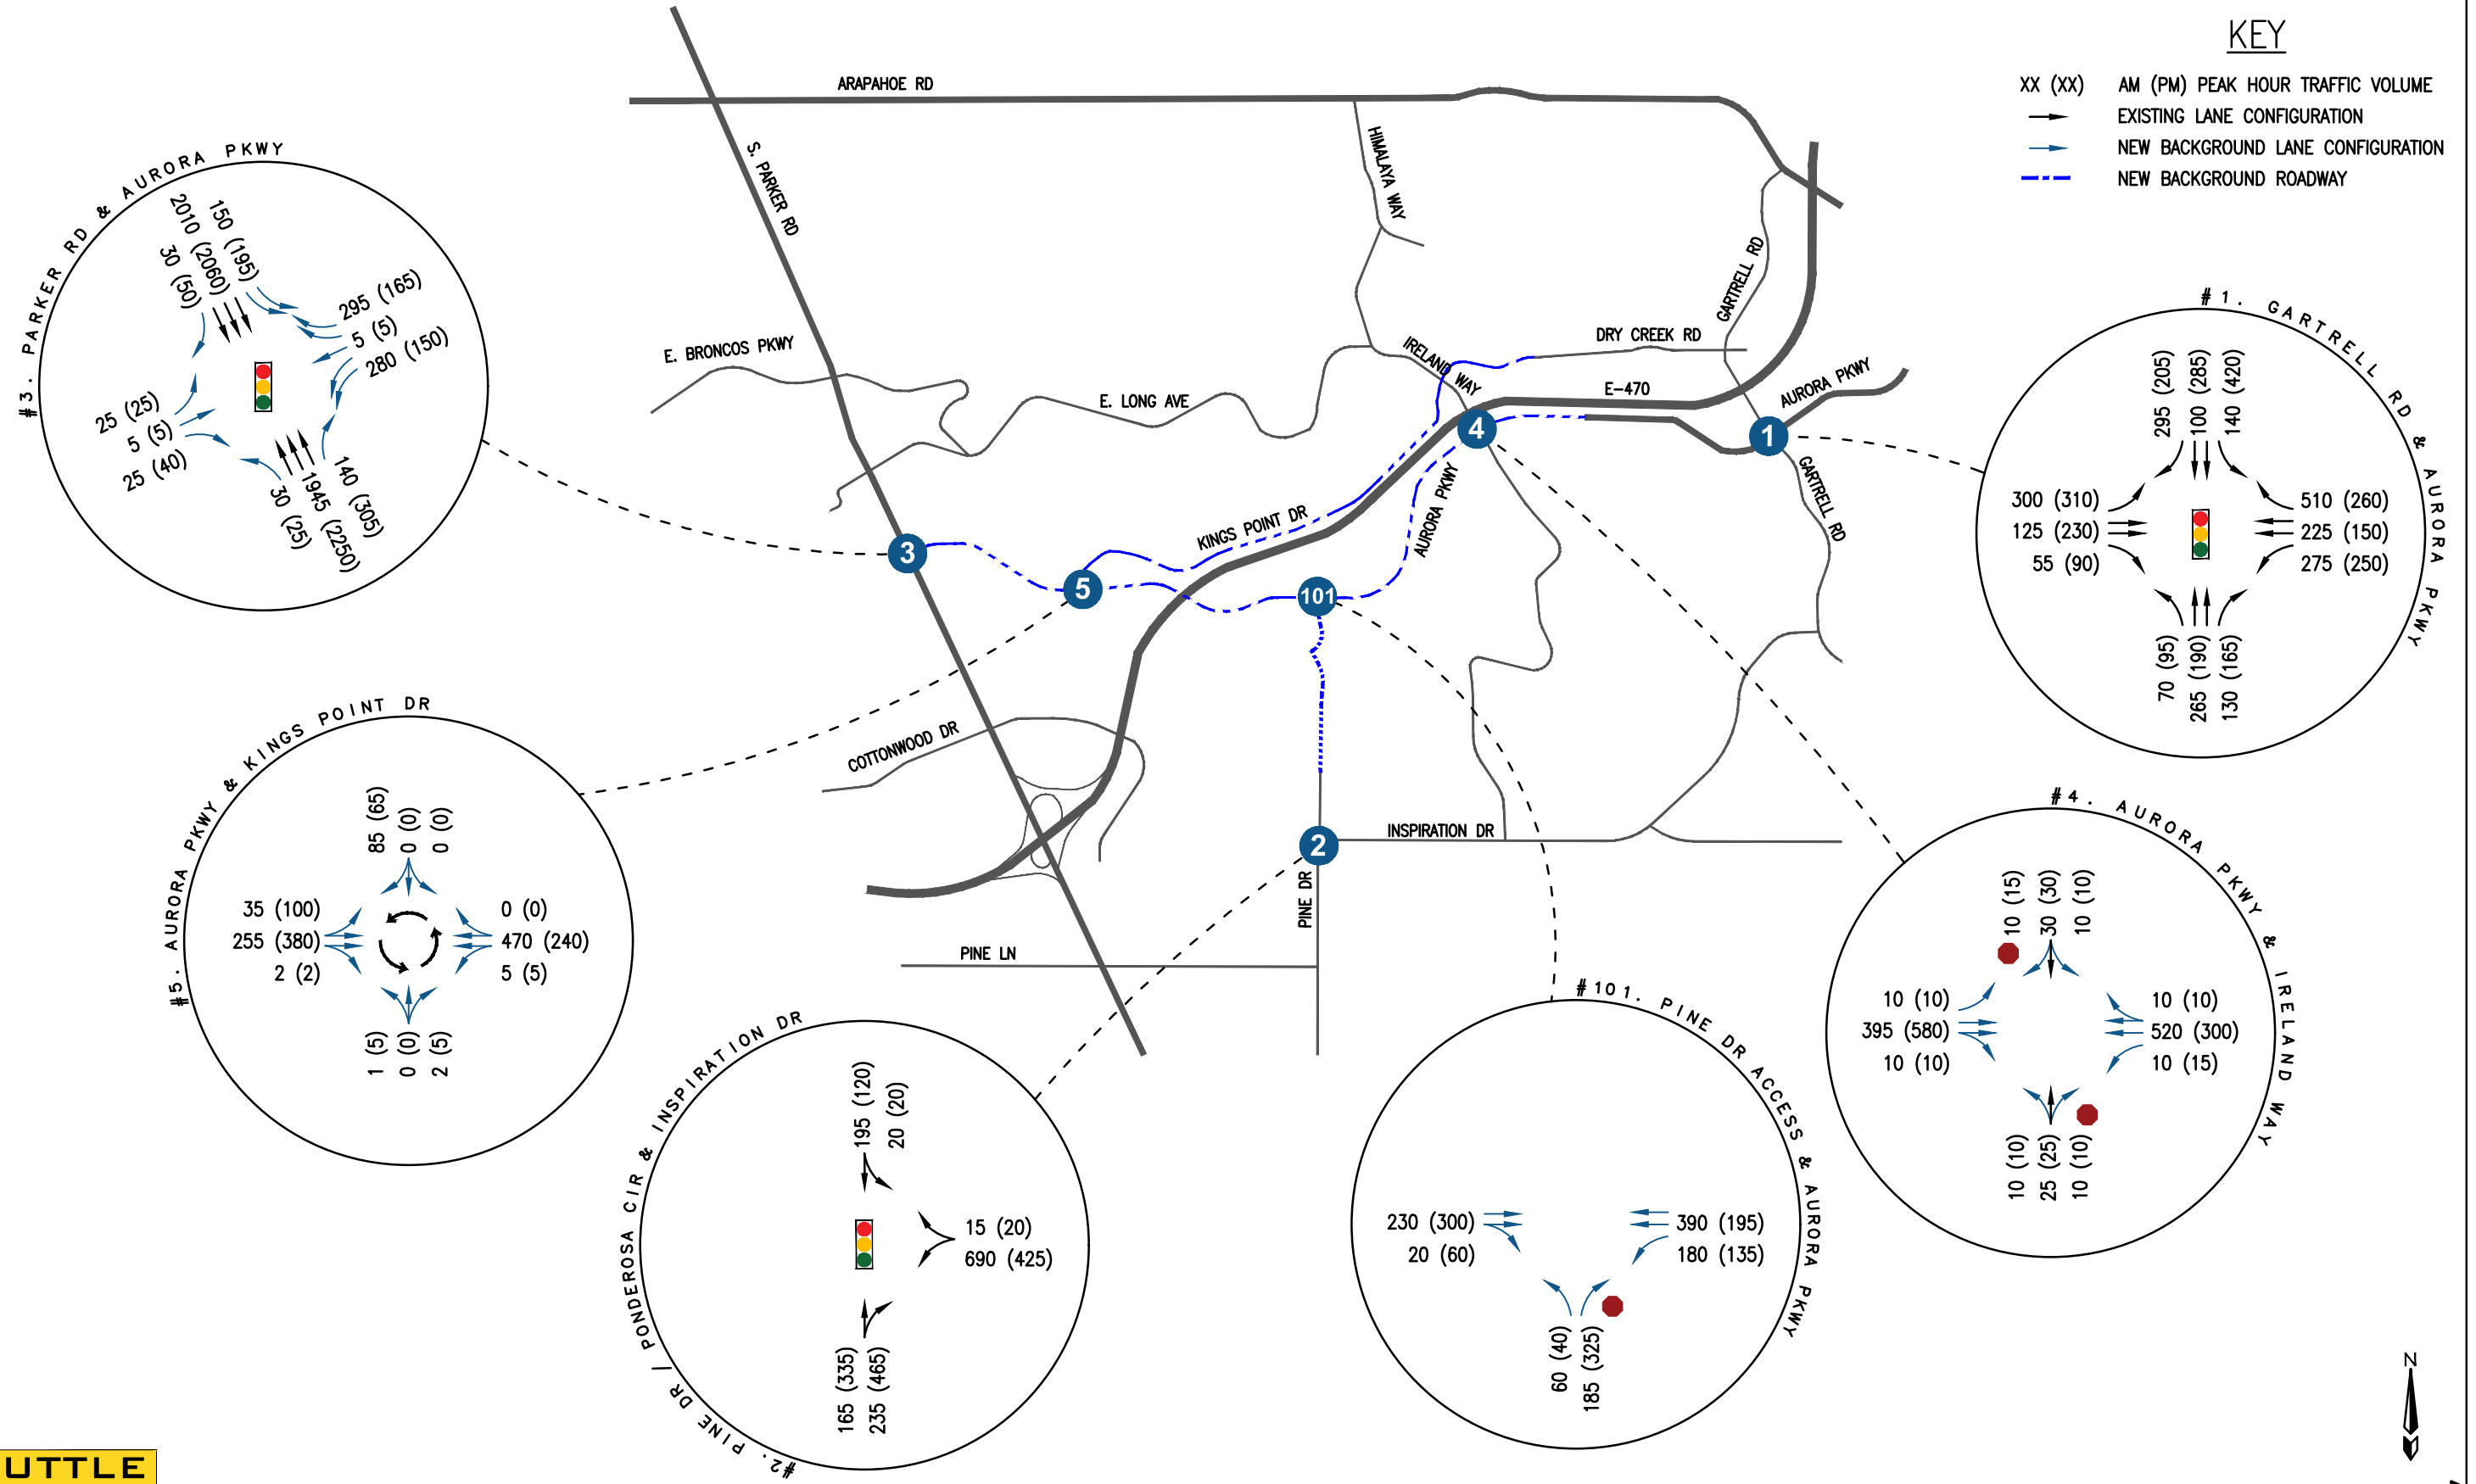 KEY
XX (XX) AM (PM) PEAK HOUR TRAFFIC VOLUME
EXISTING LANE CONFIGURATION
NEW BACKGROUND LANE CONFIGURATION
NEW BACKGROUND ROADWAY
ARAPAHOE RD
S. PARKER RD
HIMALAYA WAY
GARTRELL RD
E. BRONCOS PKWY
IRELAND WAY
DRY CREEK RD
E. LONG AVE
E-470
AURORA PKWY
4
1
GARTRELL RD
KINGS POINT DR
AURORA PKWY
3
5
101
COTTONWOOD DR
INSPIRATION DR
2
PINE DR
PINE LN
#3. PARKER RD & AURORA PKWY
30 (50)
2010 (2060)
150 (195)
295 (165)
5 (5)
280 (150)
25 (25)
5 (5)
25 (40)
30 (25)
1945 (2250)
140 (305)
#1. GARTRELL RD & AURORA PKWY
295 (205)
100 (285)
140 (420)
300 (310)
125 (230)
55 (90)
510 (260)
225 (150)
275 (250)
70 (95)
265 (190)
130 (165)
#5. AURORA PKWY & KINGS POINT DR
85 (65)
0 (0)
0 (0)
35 (100)
255 (380)
2 (2)
0 (0)
470 (240)
5 (5)
1 (5)
0 (0)
2 (5)
#4. AURORA PKWY & IRELAND WAY
10 (15)
30 (30)
10 (10)
10 (10)
395 (580)
10 (10)
10 (10)
520 (300)
10 (15)
10 (10)
25 (25)
10 (10)
#2. PINE DR / PONDEROSA CIR & INSPIRATION DR
195 (120)
20 (20)
15 (20)
690 (425)
165 (335)
235 (465)
#101. PINE DR ACCESS & AURORA PKWY
230 (300)
20 (60)
390 (195)
180 (135)
60 (40)
185 (325)
N
UTTLE